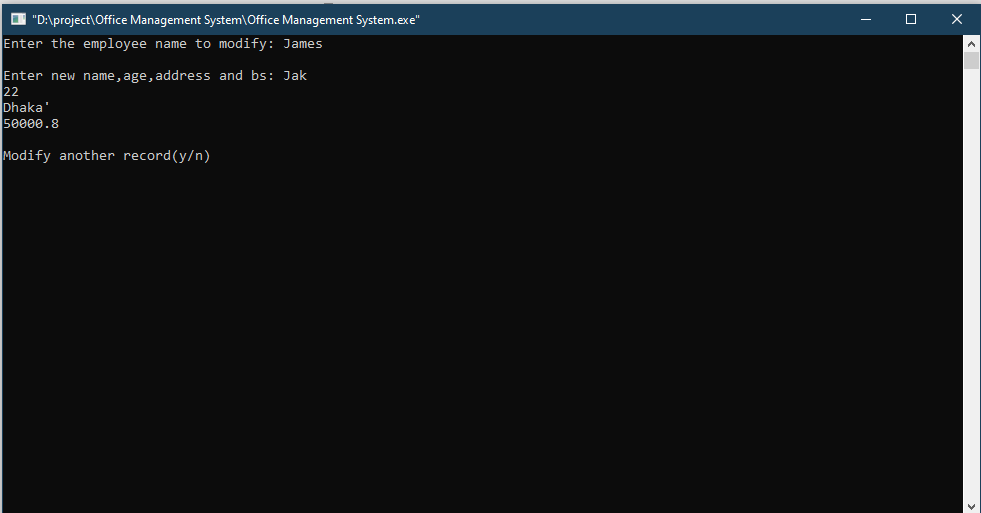 "D:\project\Office Management System\Office Management System.exe"
Enter the employee name to modify: James
Enter new name,age,address and bs: Jak
22
Dhaka'
50000.8
Modify another record(y/n)